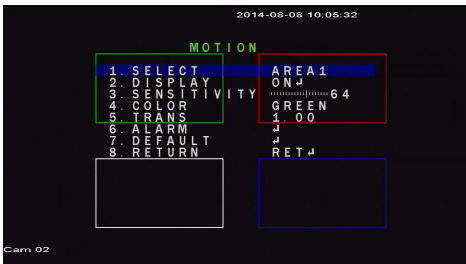 2014-08-08 10:05:32
MOTION
1. SELECT AREA1
2. DISPLAY ON↵
3. SENSITIVITY 64
4. COLOR GREEN
5. TRANS 1.00
6. ALARM ↵
7. DEFAULT ↵
8. RETURN RET↵
Cam 02